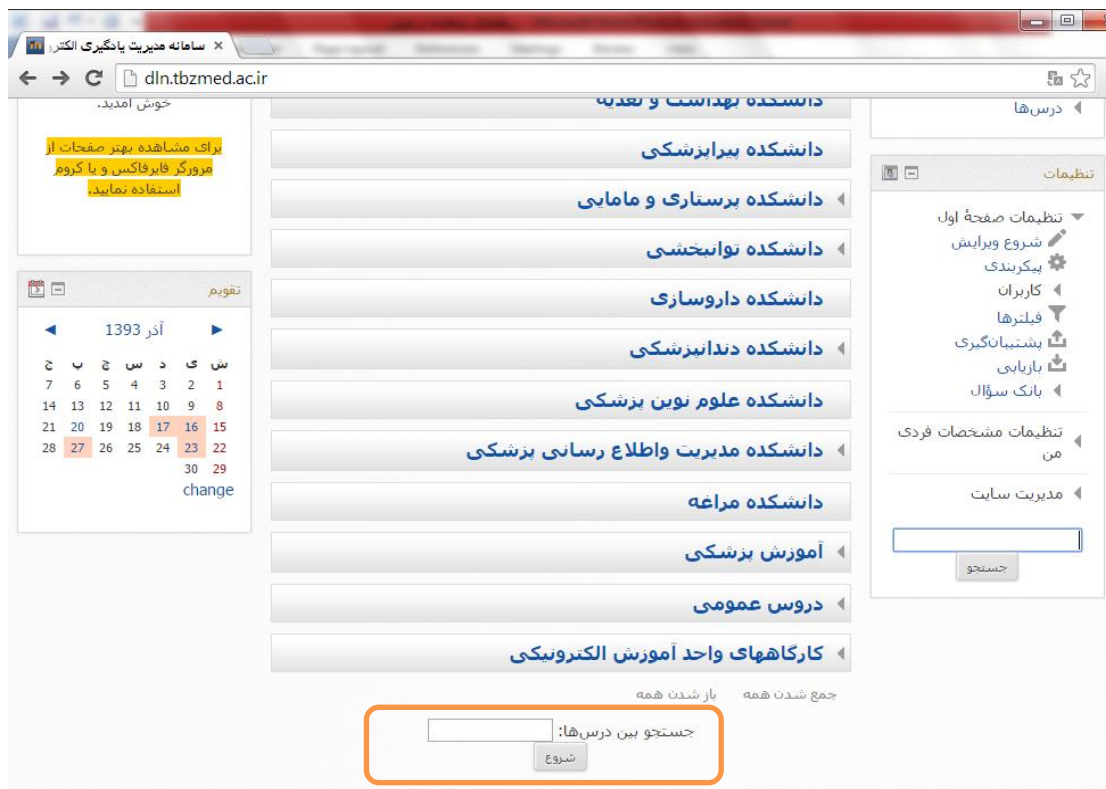 سامانه مدیریت یادگیری الکتر
dln.tbzmed.ac.ir
درس‌ها
تنظیمات
تنظیمات صفحهٔ اول
شروع ویرایش
پیکربندی
کاربران
فیلترها
پشتیبان‌گیری
بازیابی
بانک سؤال
تنظیمات مشخصات فردی
من
مدیریت سایت
جستجو
دانشکده بهداشت و تغذیه
دانشکده پیراپزشکی
دانشکده پرستاری و مامایی
دانشکده توانبخشی
دانشکده داروسازی
دانشکده دندانپزشکی
دانشکده علوم نوین پزشکی
دانشکده مدیریت واطلاع رسانی پزشکی
دانشکده مراغه
آموزش پزشکی
دروس عمومی
کارگاههای واحد آموزش الکترونیکی
جمع شدن همه باز شدن همه
جستجو بین درس‌ها:
شروع
خوش آمدید.
برای مشاهده بهتر صفحات از
مرورگر فایرفاکس و یا کروم
استفاده نمایید.
تقویم
آذر 1393
ش ی د س چ پ ج
1 2 3 4 5 6 7
8 9 10 11 12 13 14
15 16 17 18 19 20 21
22 23 24 25 26 27 28
29 30
change